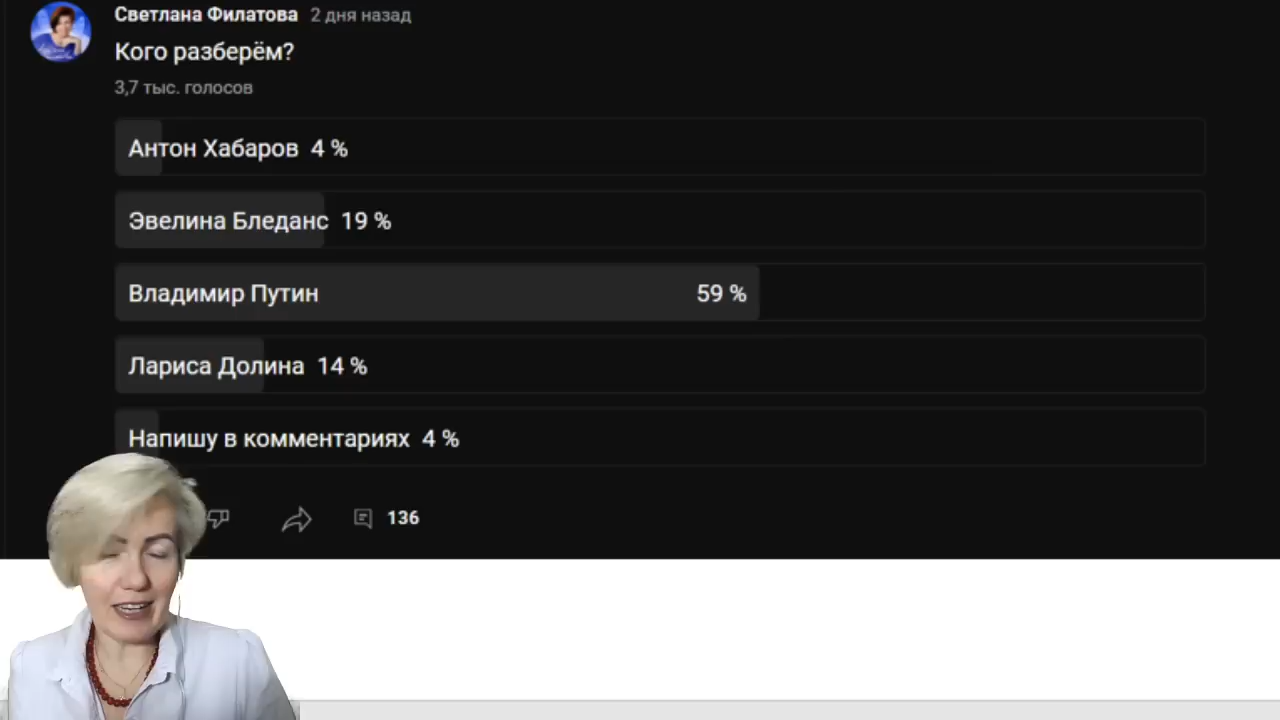 Светлана Филатова 2 дня назад
Кого разберём?
3,7 тыс. голосов
Антон Хабаров 4 %
Эвелина Бледанс 19 %
Владимир Путин 59 %
Лариса Долина 14 %
Напишу в комментариях 4 %
136